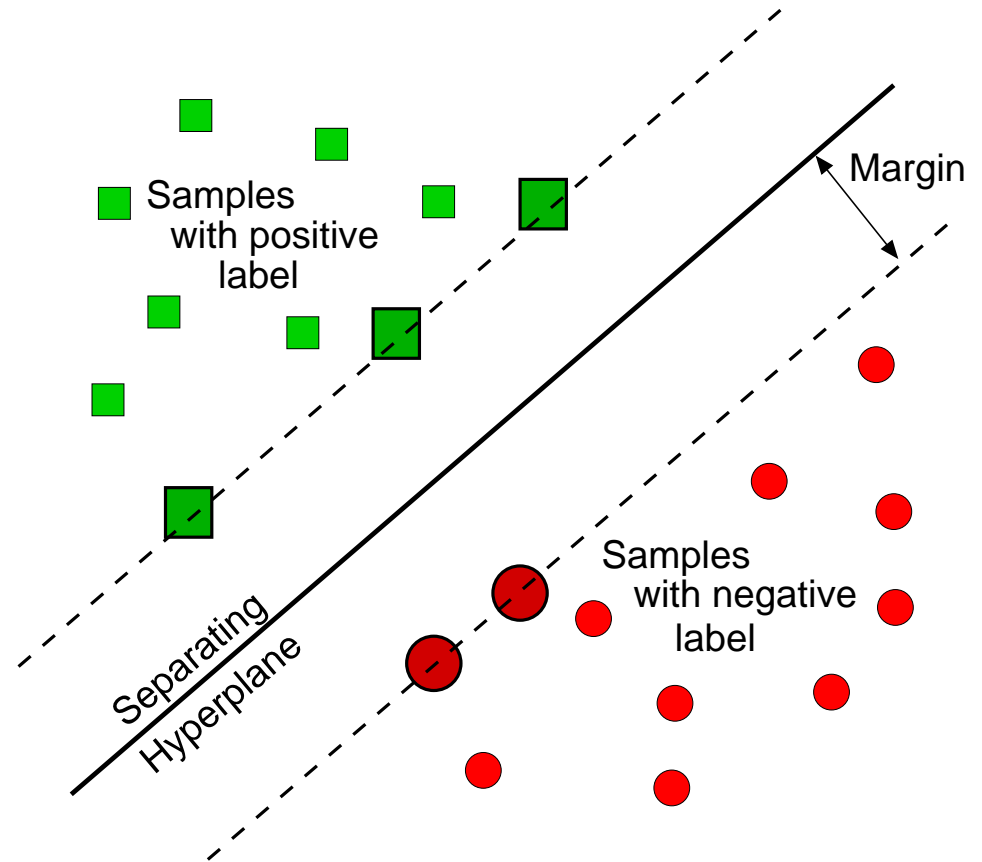 Samples
with positive
label
Margin
Samples
with negative
label
Separating
Hyperplane